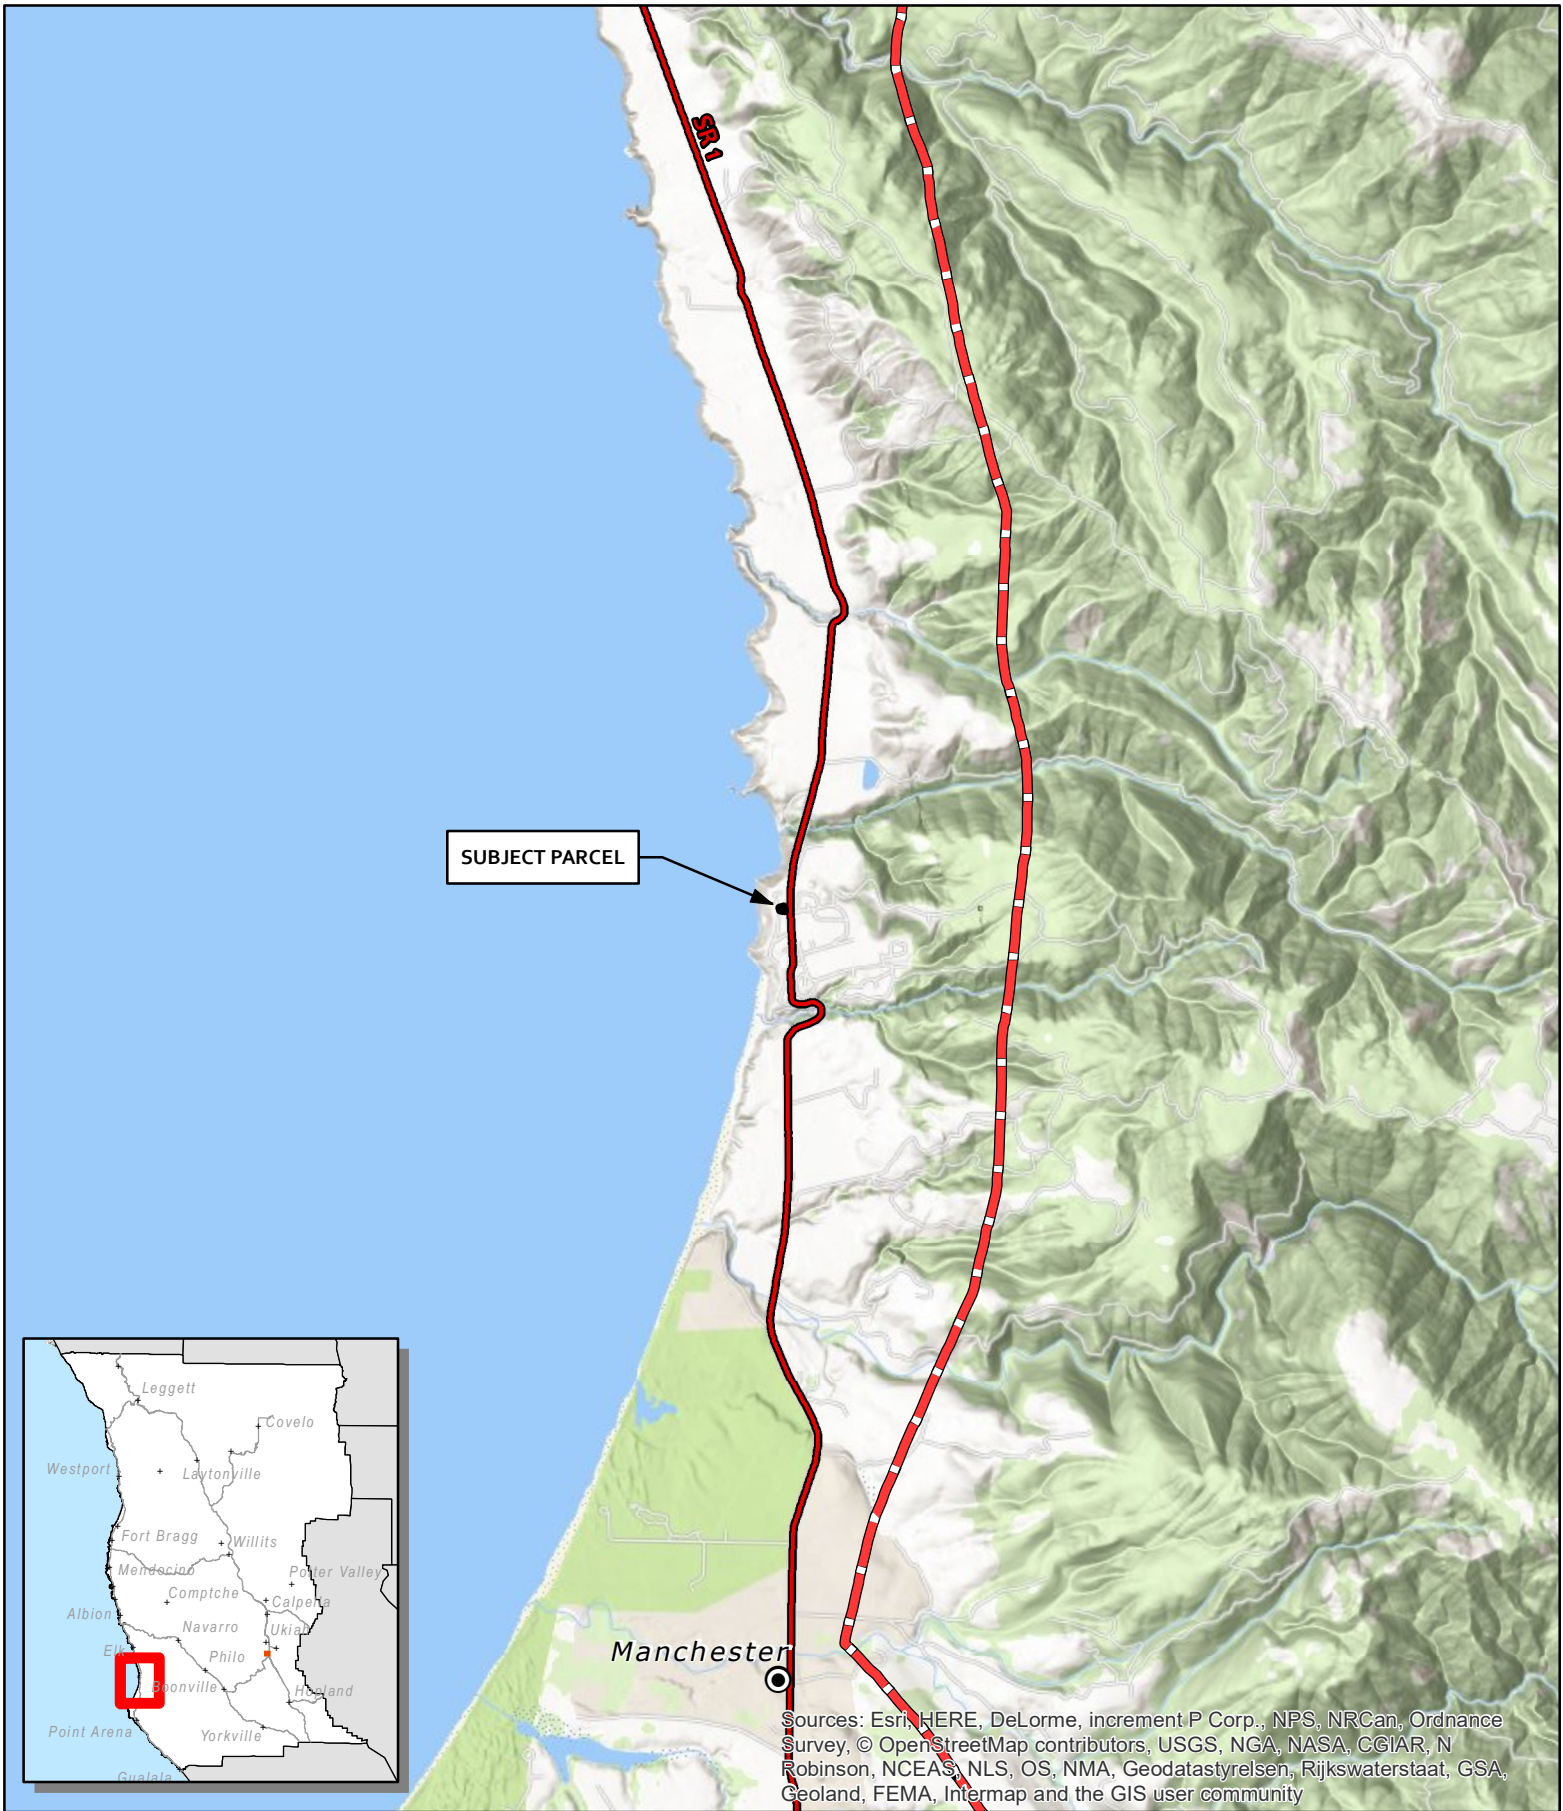 SR 1
SUBJECT PARCEL
Leggett
Covelo
Westport
Laytonville
Fort Bragg
Willits
Mendocino
Potter Valley
Comptche
Calpella
Albion
Navarro
Ukiah
Elk
Philo
Boonville
Hopland
Point Arena
Yorkville
Gualala
Manchester
Sources: Esri, HERE, DeLorme, increment P Corp., NPS, NRCan, Ordnance
Survey, © OpenStreetMap contributors, USGS, NGA, NASA, CGIAR, N
Robinson, NCEAS, NLS, OS, NMA, Geodatastyrelsen, Rijkswaterstaat, GSA,
Geoland, FEMA, Intermap and the GIS user community